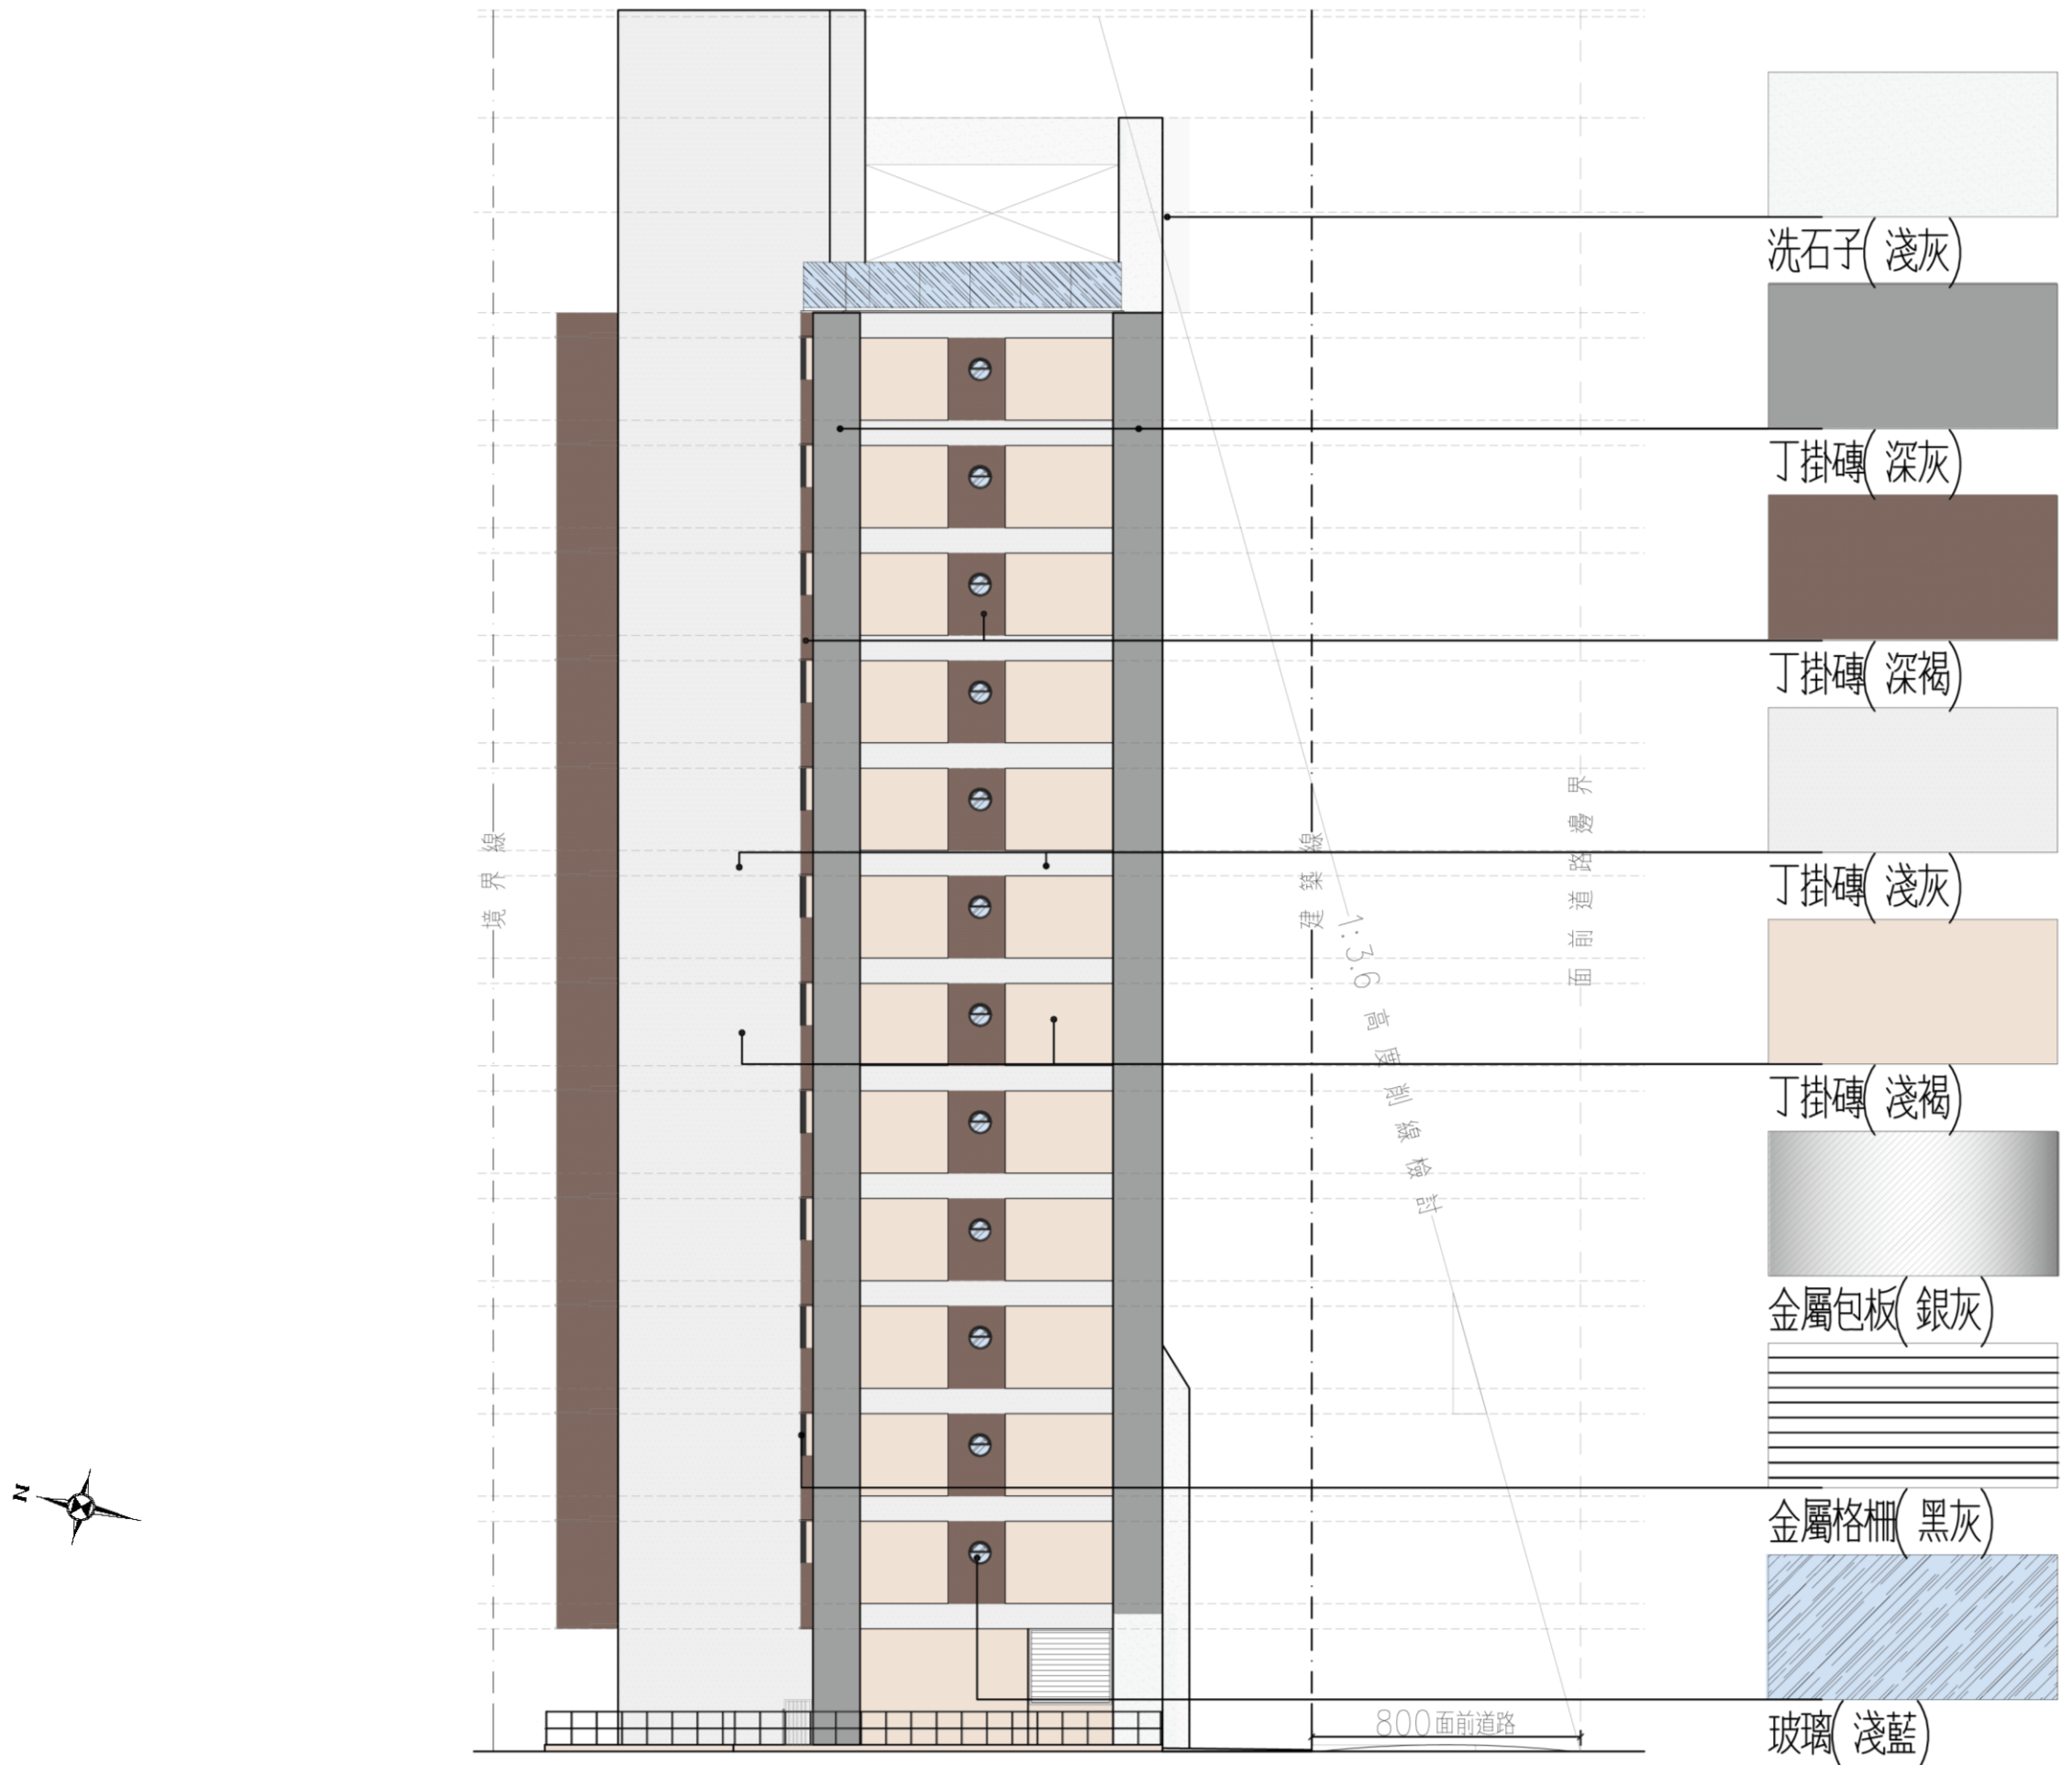 洗石子(淺灰)
丁掛磚(深灰)
丁掛磚(深褐)
丁掛磚(淺灰)
丁掛磚(淺褐)
金屬包板(銀灰)
金屬格柵(黑灰)
玻璃(淺藍)
境界線
建築線
面前道路邊界
1:3.6高度削線檢討
800面前道路
N